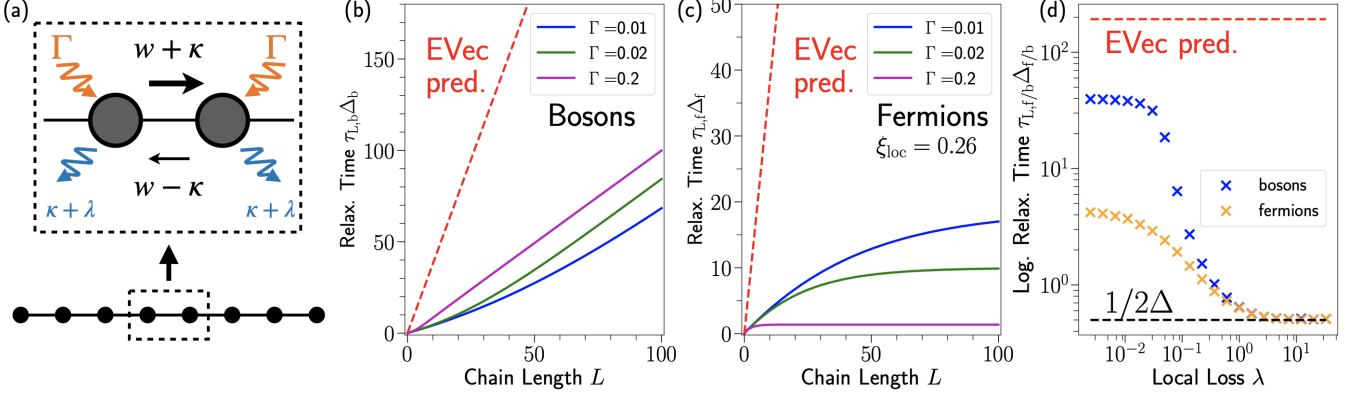 (a)
Γ
Γ
w + κ
w − κ
κ + λ
κ + λ
(b)
Relax. Time τL,bΔb
150
100
50
0
0
50
100
Chain Length L
EVec
pred.
Γ =0.01
Γ =0.02
Γ =0.2
Bosons
(c)
Relax. Time τL,fΔf
50
40
30
20
10
0
0
50
100
Chain Length L
EVec
pred.
Γ =0.01
Γ =0.02
Γ =0.2
Fermions
ξloc = 0.26
(d)
Log. Relax. Time τL,f/bΔf/b
10²
10¹
10⁰
10⁻²
10⁻¹
10⁰
10¹
Local Loss λ
EVec pred.
bosons
fermions
1/2Δ